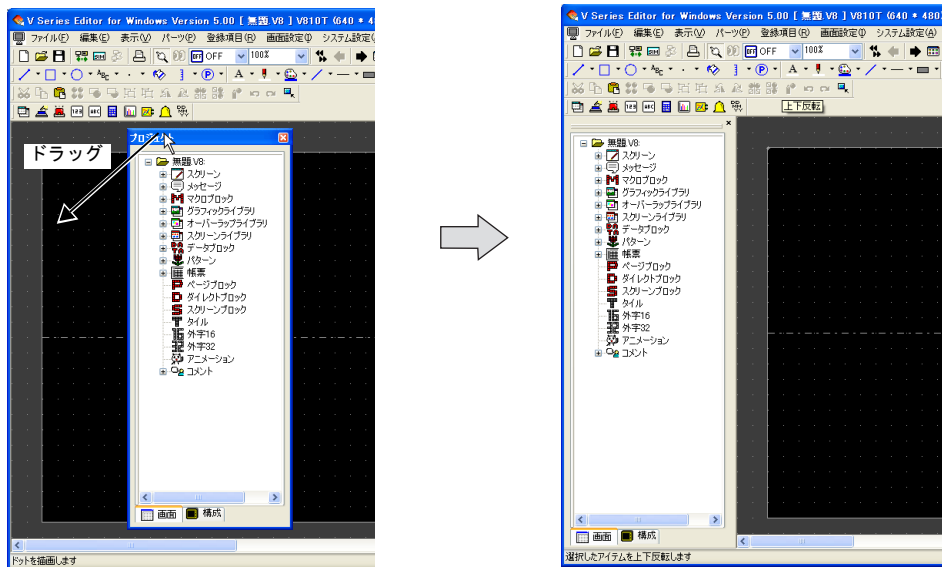 V Series Editor for Windows Version 5.00 [ 無題.V8 ] V810T (640 * 4
ファイル(F) 編集(E) 表示(V) パーツ(P) 登録項目(R) 画面設定 システム設定(
OFF 100%
ABC
プロジェクト
ドラッグ
無題.V8:
スクリーン
メッセージ
マクロブロック
グラフィックライブラリ
オーバーラップライブラリ
スクリーンライブラリ
データブロック
パターン
帳票
ページブロック
ダイレクトブロック
スクリーンブロック
タイル
外字16
外字32
アニメーション
コメント
画面 構成
ドットを描画します
V Series Editor for Windows Version 5.00 [ 無題.V8 ] V810T (640 * 480
ファイル(F) 編集(E) 表示(V) パーツ(P) 登録項目(R) 画面設定 システム設定(A)
OFF 100%
ABC
上下反転
無題.V8:
スクリーン
メッセージ
マクロブロック
グラフィックライブラリ
オーバーラップライブラリ
スクリーンライブラリ
データブロック
パターン
帳票
ページブロック
ダイレクトブロック
スクリーンブロック
タイル
外字16
外字32
アニメーション
コメント
画面 構成
選択したアイテムを上下反転します